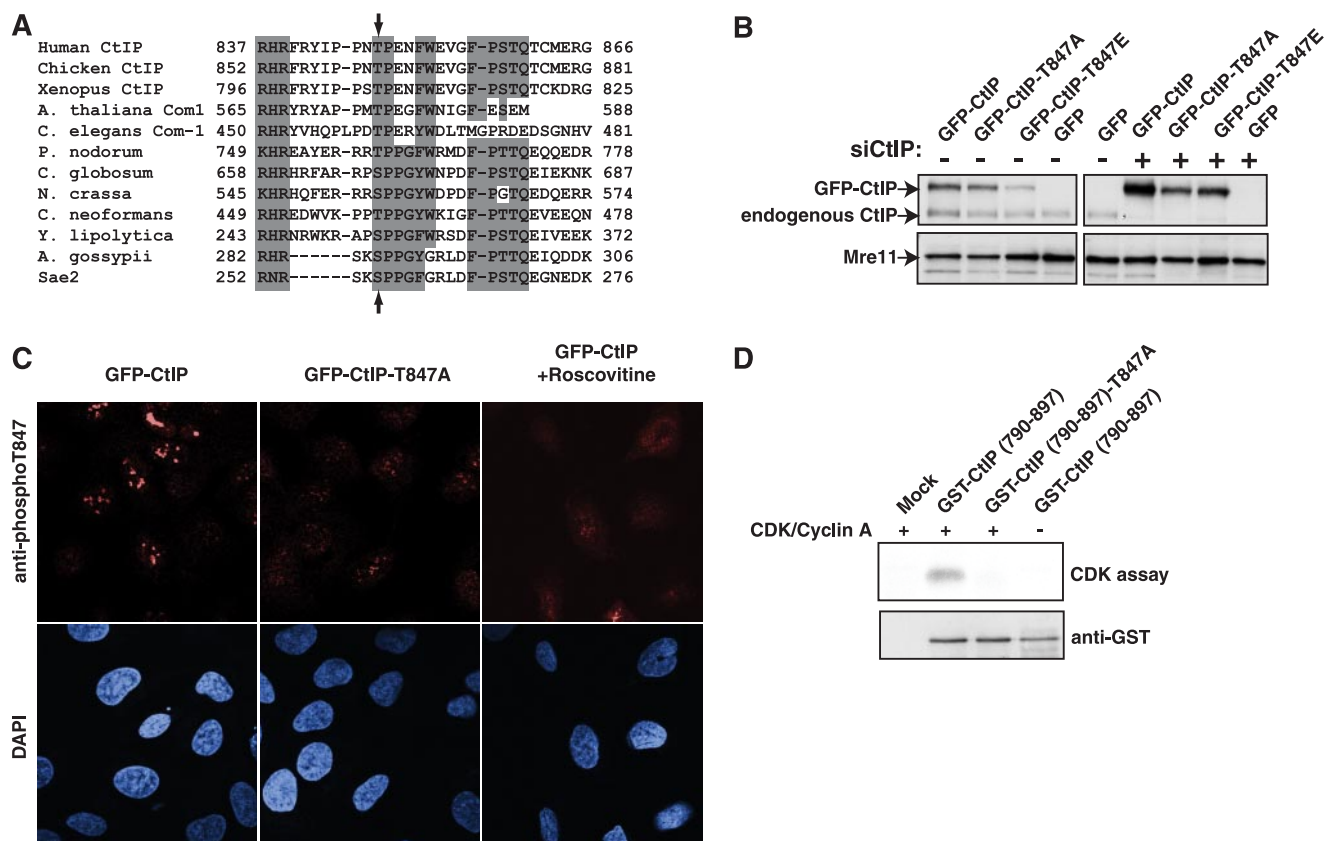 A
Human CtIP 837 RHRFRYIP-PNTPENFWEVGF-PSTQTCMERG 866
Chicken CtIP 852 RHRFRYIP-PNTPENFWEVGF-PSTQTCMERG 881
Xenopus CtIP 796 RHRFRYIP-PNTPENFWEVGF-PSTQTCKDRG 825
A. thaliana Com1 565 RHRYRYAP-PMTPEGFWNIGF-ESEM 588
C. elegans Com-1 450 RHRYVHQPLPDTPERYWDLTMGPRDEDSGNHV 481
P. nodorum 749 KHREAYER-RRTPPGFWRMDF-PTTQEQQEDR 778
C. globosum 658 RHRHRFAR-RPSPPGFWDSDF-PSTQEIEKNK 687
N. crassa 545 KHRHQFER-RRSPPGYWDPDF-PGTQEDQERR 574
C. neoformans 449 RHREDWVK-PPTPPGYWKIGF-PTTQEVEEQN 478
Y. lipolytica 243 RHRNRWKR-APSPPGFWRSDF-PSTQEIVEEK 372
A. gossypii 282 RHR------SKSPPGYGRLDF-PTTQEIQDDK 306
Sae2 252 RNR------SKSPPGFGRLDF-PSTQEGNEDK 276
B
GFP-CtIP
GFP-CtIP-T847A
GFP-CtIP-T847E
GFP
GFP
GFP-CtIP
GFP-CtIP-T847A
GFP-CtIP-T847E
GFP
siCtIP: - - - - - + + + +
GFP-CtIP
endogenous CtIP
Mre11
C
GFP-CtIP
GFP-CtIP-T847A
GFP-CtIP
+Roscovitine
anti-phosphoT847
DAPI
D
Mock
GST-CtIP (790-897)
GST-CtIP (790-897)-T847A
GST-CtIP (790-897)
CDK/Cyclin A + + + -
CDK assay
anti-GST